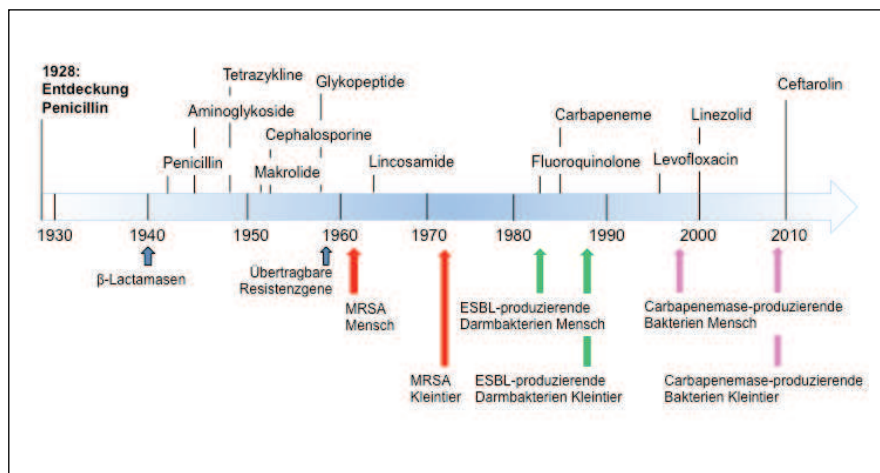 1928:
Entdeckung
Penicillin
Tetrazykline
Glykopeptide
Ceftarolin
Aminoglykoside
Carbapeneme
Linezolid
Cephalosporine
Penicillin
Makrolide
Lincosamide
Fluoroquinolone
Levofloxacin
1930
1940
1950
1960
1970
1980
1990
2000
2010
β-Lactamasen
Übertragbare
Resistenzgene
MRSA
Mensch
ESBL-produzierende
Darmbakterien Mensch
Carbapenemase-produzierende
Bakterien Mensch
MRSA
Kleintier
ESBL-produzierende
Darmbakterien Kleintier
Carbapenemase-produzierende
Bakterien Kleintier